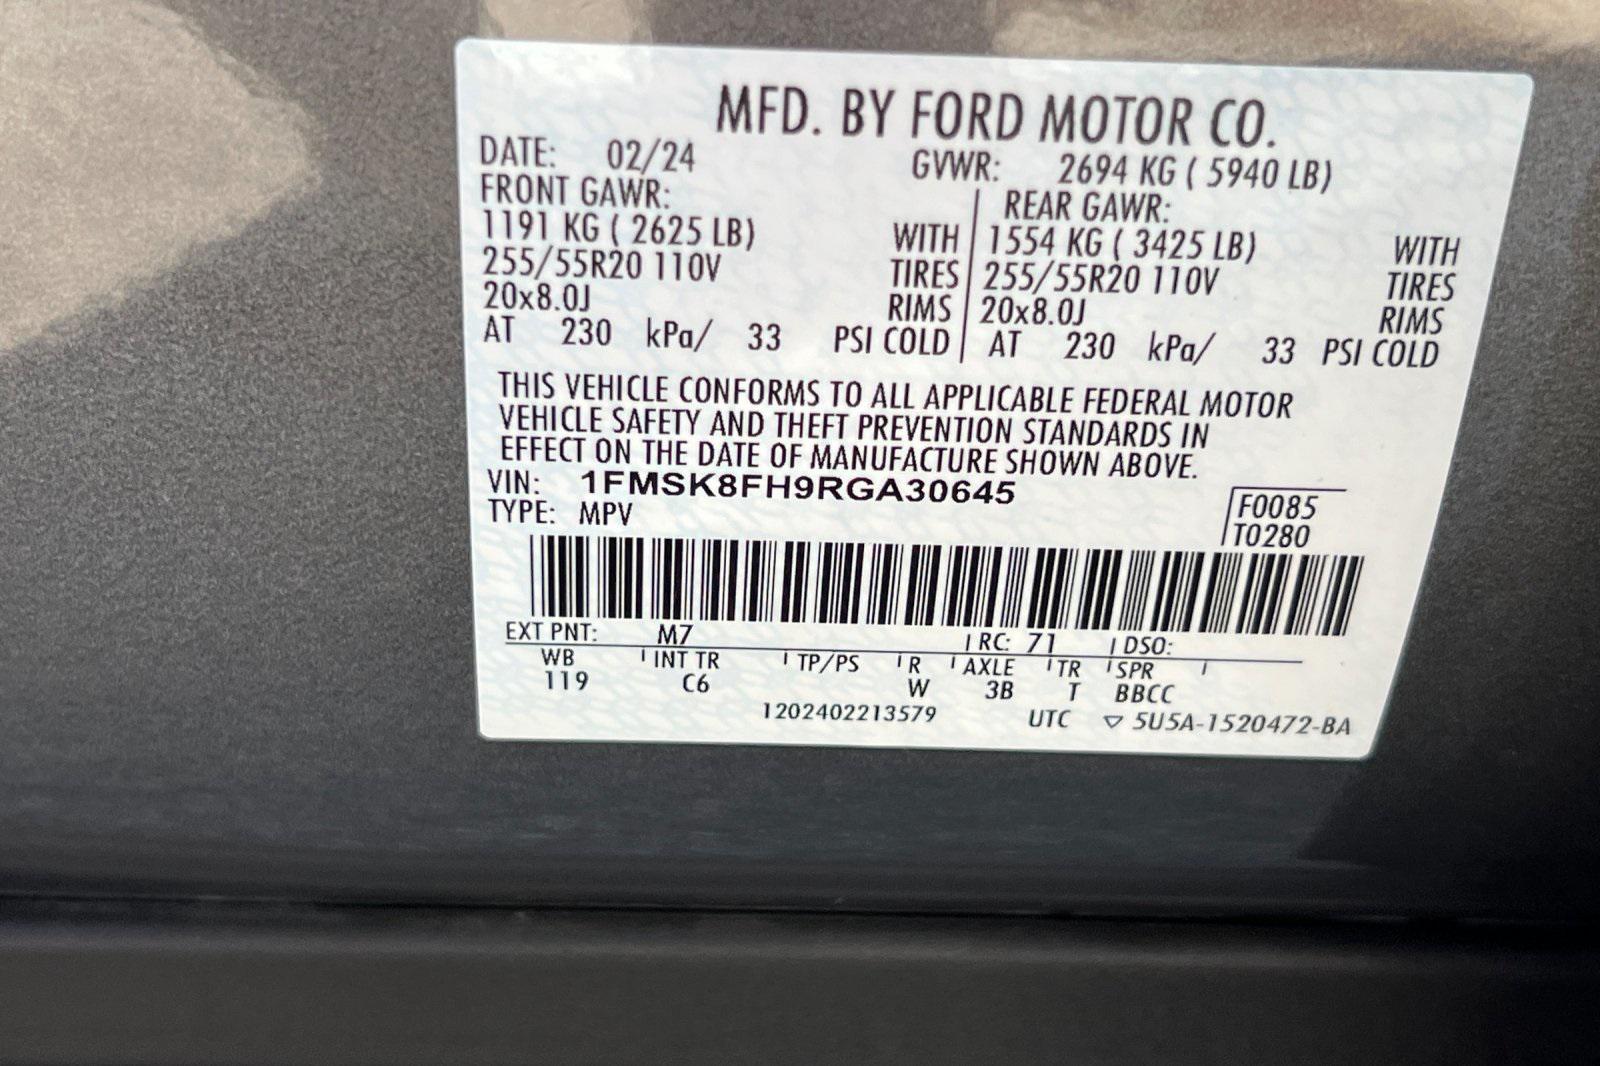 MFD. BY FORD MOTOR CO.
DATE: 02/24 GVWR: 2694 KG ( 5940 LB)
FRONT GAWR: REAR GAWR:
1191 KG ( 2625 LB) WITH 1554 KG ( 3425 LB) WITH
255/55R20 110V TIRES 255/55R20 110V TIRES
20x8.0J RIMS 20x8.0J RIMS
AT 230 kPa/ 33 PSI COLD AT 230 kPa/ 33 PSI COLD
THIS VEHICLE CONFORMS TO ALL APPLICABLE FEDERAL MOTOR
VEHICLE SAFETY AND THEFT PREVENTION STANDARDS IN
EFFECT ON THE DATE OF MANUFACTURE SHOWN ABOVE.
VIN: 1FMSK8FH9RGA30645 F0085
TYPE: MPV T0280
EXT PNT: M7 RC: 71 DSO:
WB INT TR TP/PS R AXLE TR SPR
119 C6 W 3B T BBCC
1202402213579 UTC ▽ 5U5A-1520472-BA